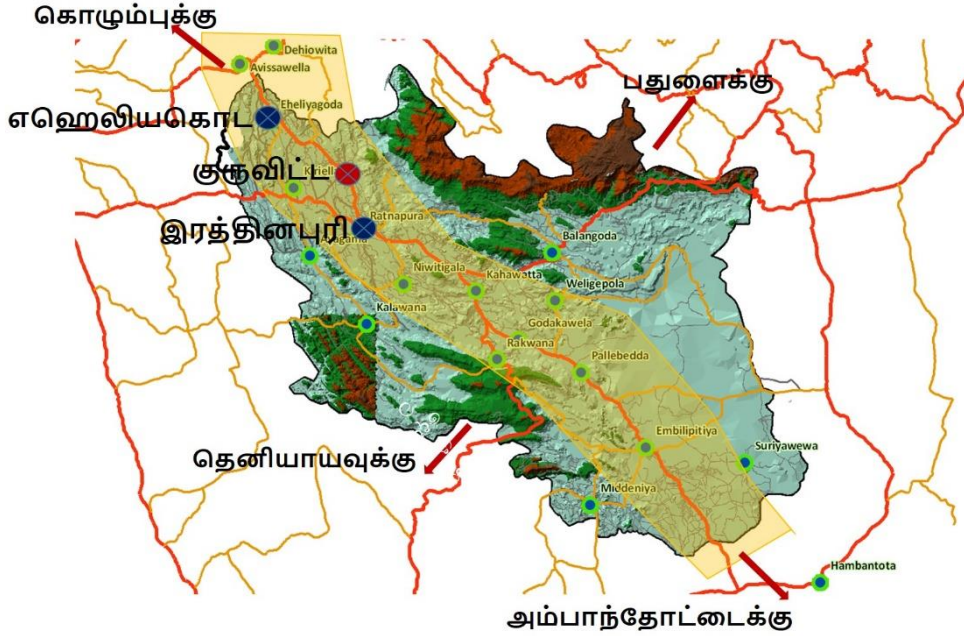 கொழும்புக்கு
Dehiowita
Avissawella
பதுளைக்கு
Eheliyagoda
எஹெலியகொட
குருவிட்ட
Ratnapura
இரத்தினபுரி
Balangoda
Niwitigala
Kahawatta
Weligepola
Kalawana
Godakawela
Rakwana
Pallebedda
Embilipitiya
தெனியாயவுக்கு
Suriyawewa
Middeniya
Hambantota
அம்பாந்தோட்டைக்கு